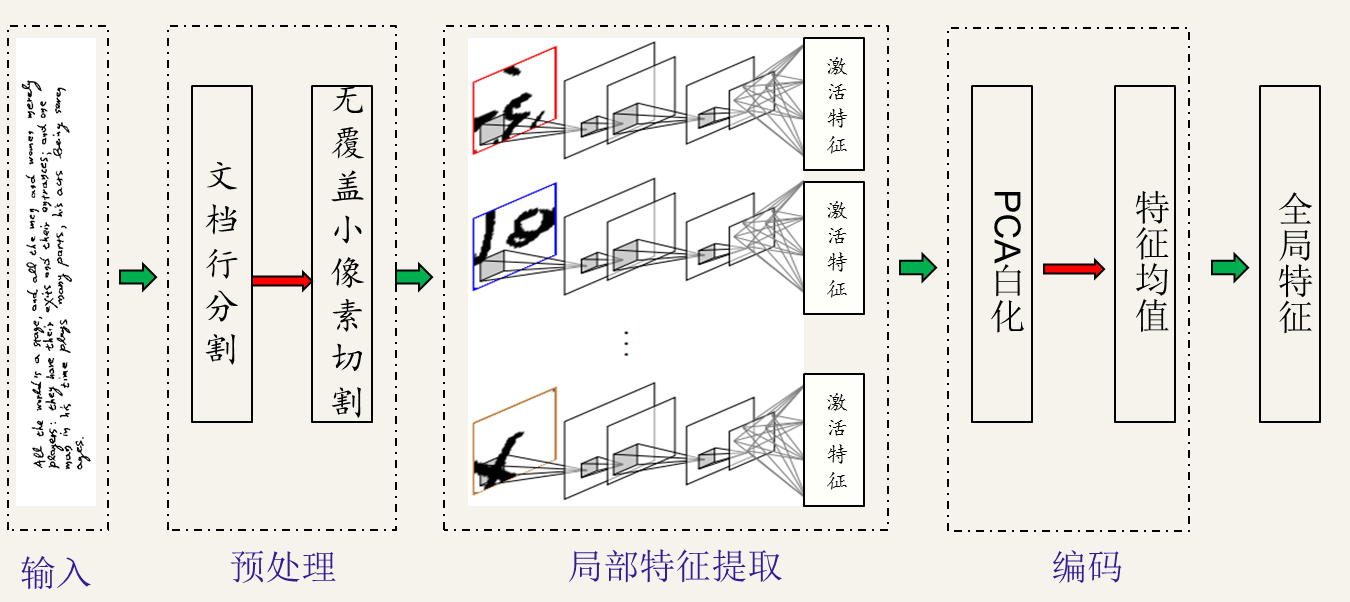 All the world's a stage, and all the men and women merely
players: they have their exits and their entrances; and one
man in his time plays many parts, his acts being seven
ages.
文档行分割
无覆盖小像素切割
激活特征
激活特征
⋮
激活特征
PCA白化
特征均值
全局特征
输入
预处理
局部特征提取
编码